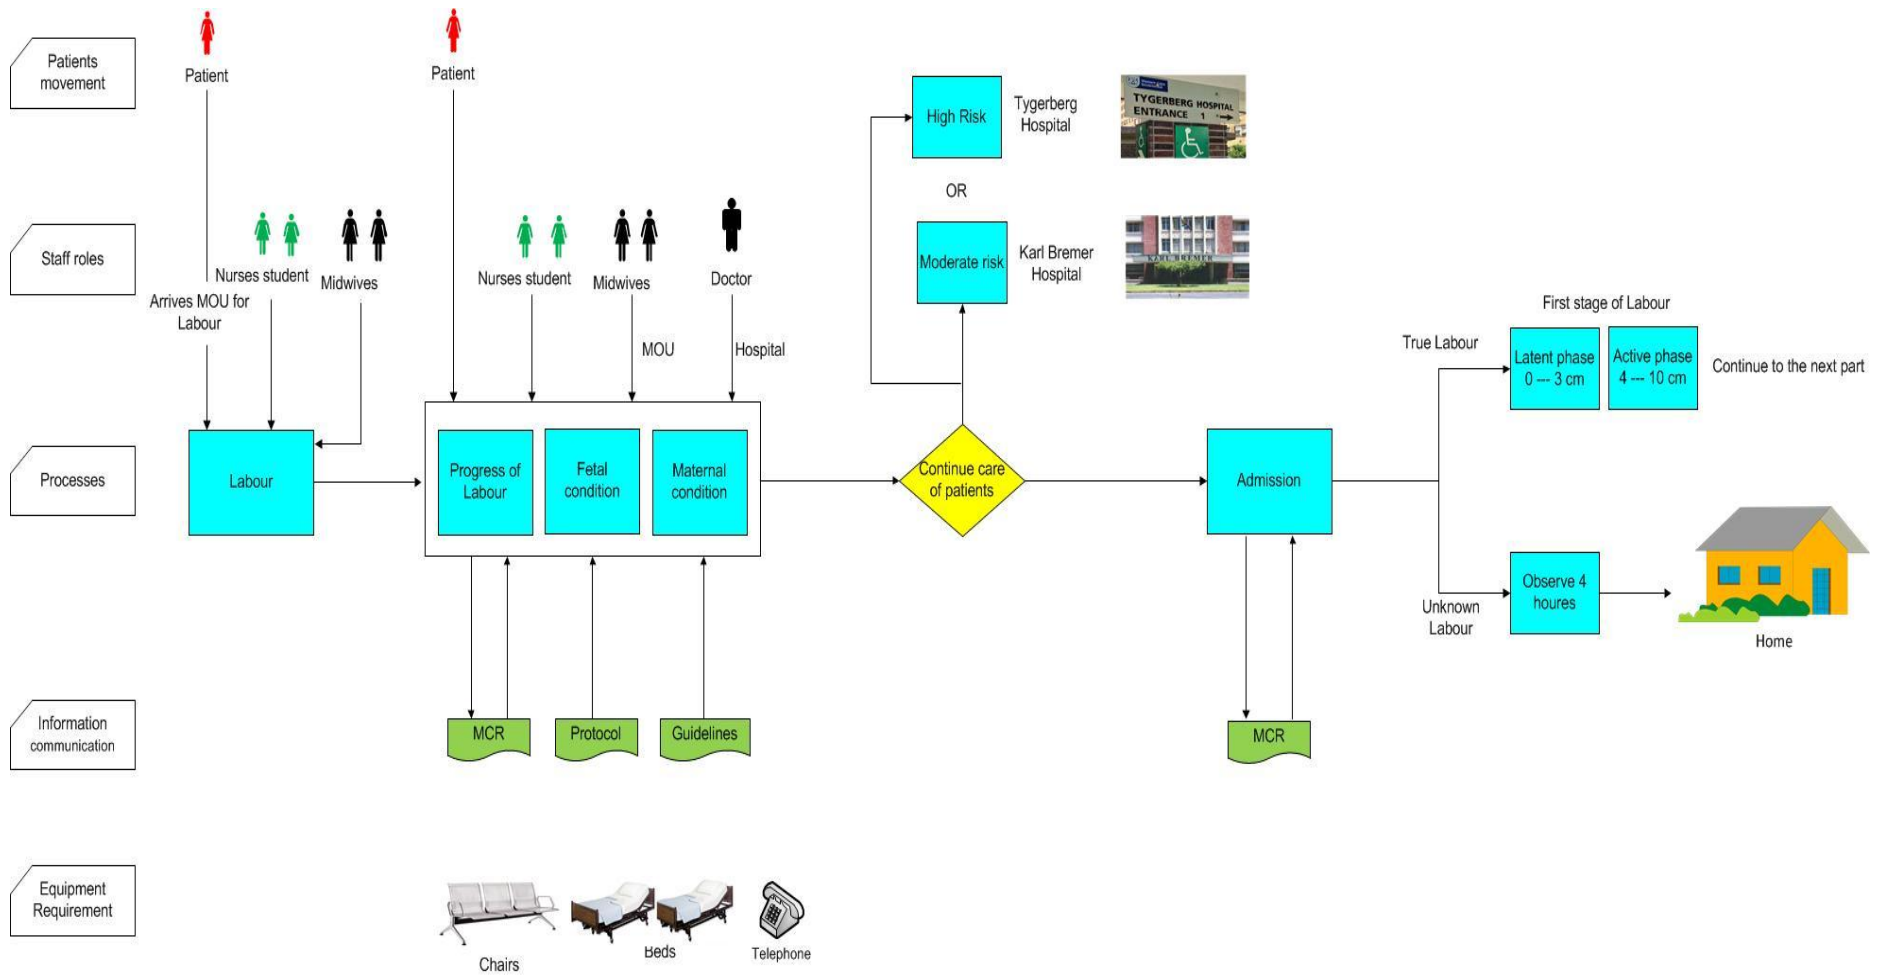 Patients
movement
Patient
Patient
High Risk
Tygerberg
Hospital
TYGERBERG HOSPITAL
ENTRANCE 1
OR
Staff roles
Nurses student
Midwives
Arrives MOU for
Labour
Nurses student
Midwives
Doctor
MOU
Hospital
Moderate risk
Karl Bremer
Hospital
KARL BREMER
First stage of Labour
True Labour
Latent phase
0 --- 3 cm
Active phase
4 --- 10 cm
Continue to the next part
Processes
Labour
Progress of
Labour
Fetal
condition
Maternal
condition
Continue care
of patients
Admission
Unknown
Labour
Observe 4
houres
Home
Information
communication
MCR
Protocol
Guidelines
MCR
Equipment
Requirement
Chairs
Beds
Telephone